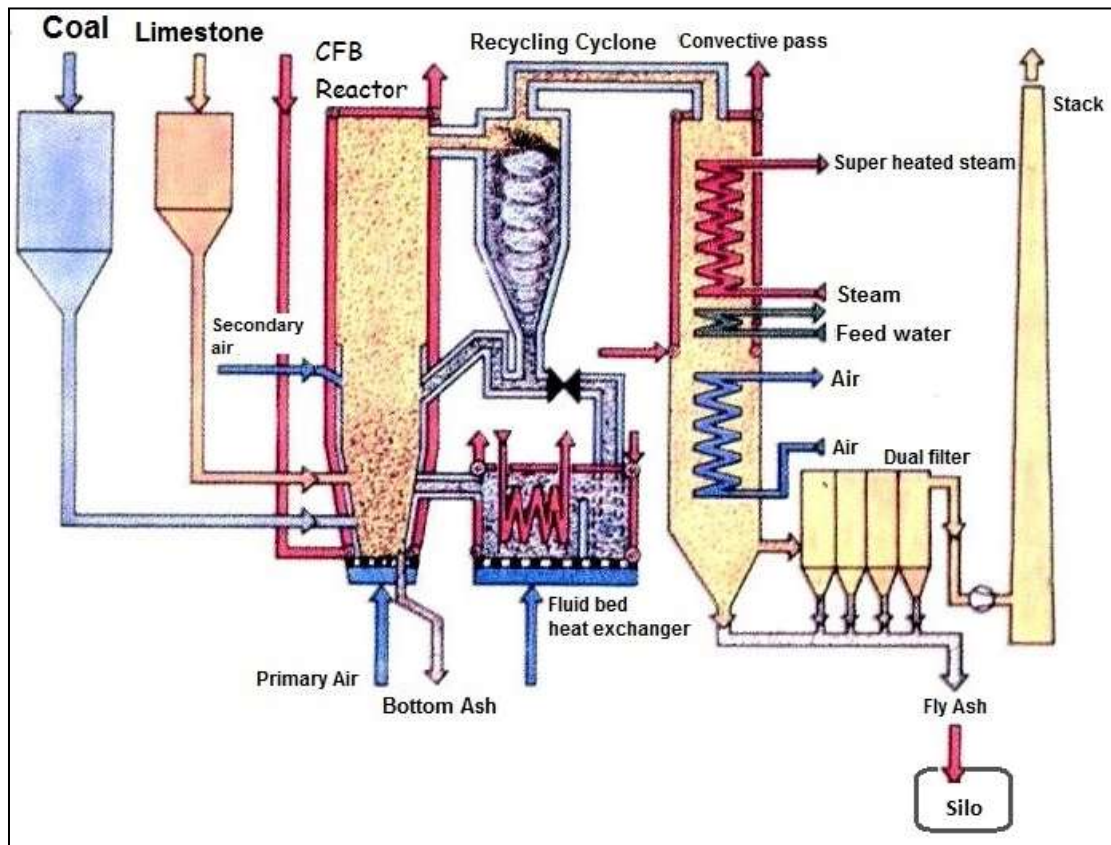 Coal
Limestone
CFB
Reactor
Recycling Cyclone
Convective pass
Stack
Super heated steam
Steam
Feed water
Secondary
air
Air
Air
Dual filter
Fluid bed
heat exchanger
Primary Air
Bottom Ash
Fly Ash
Silo